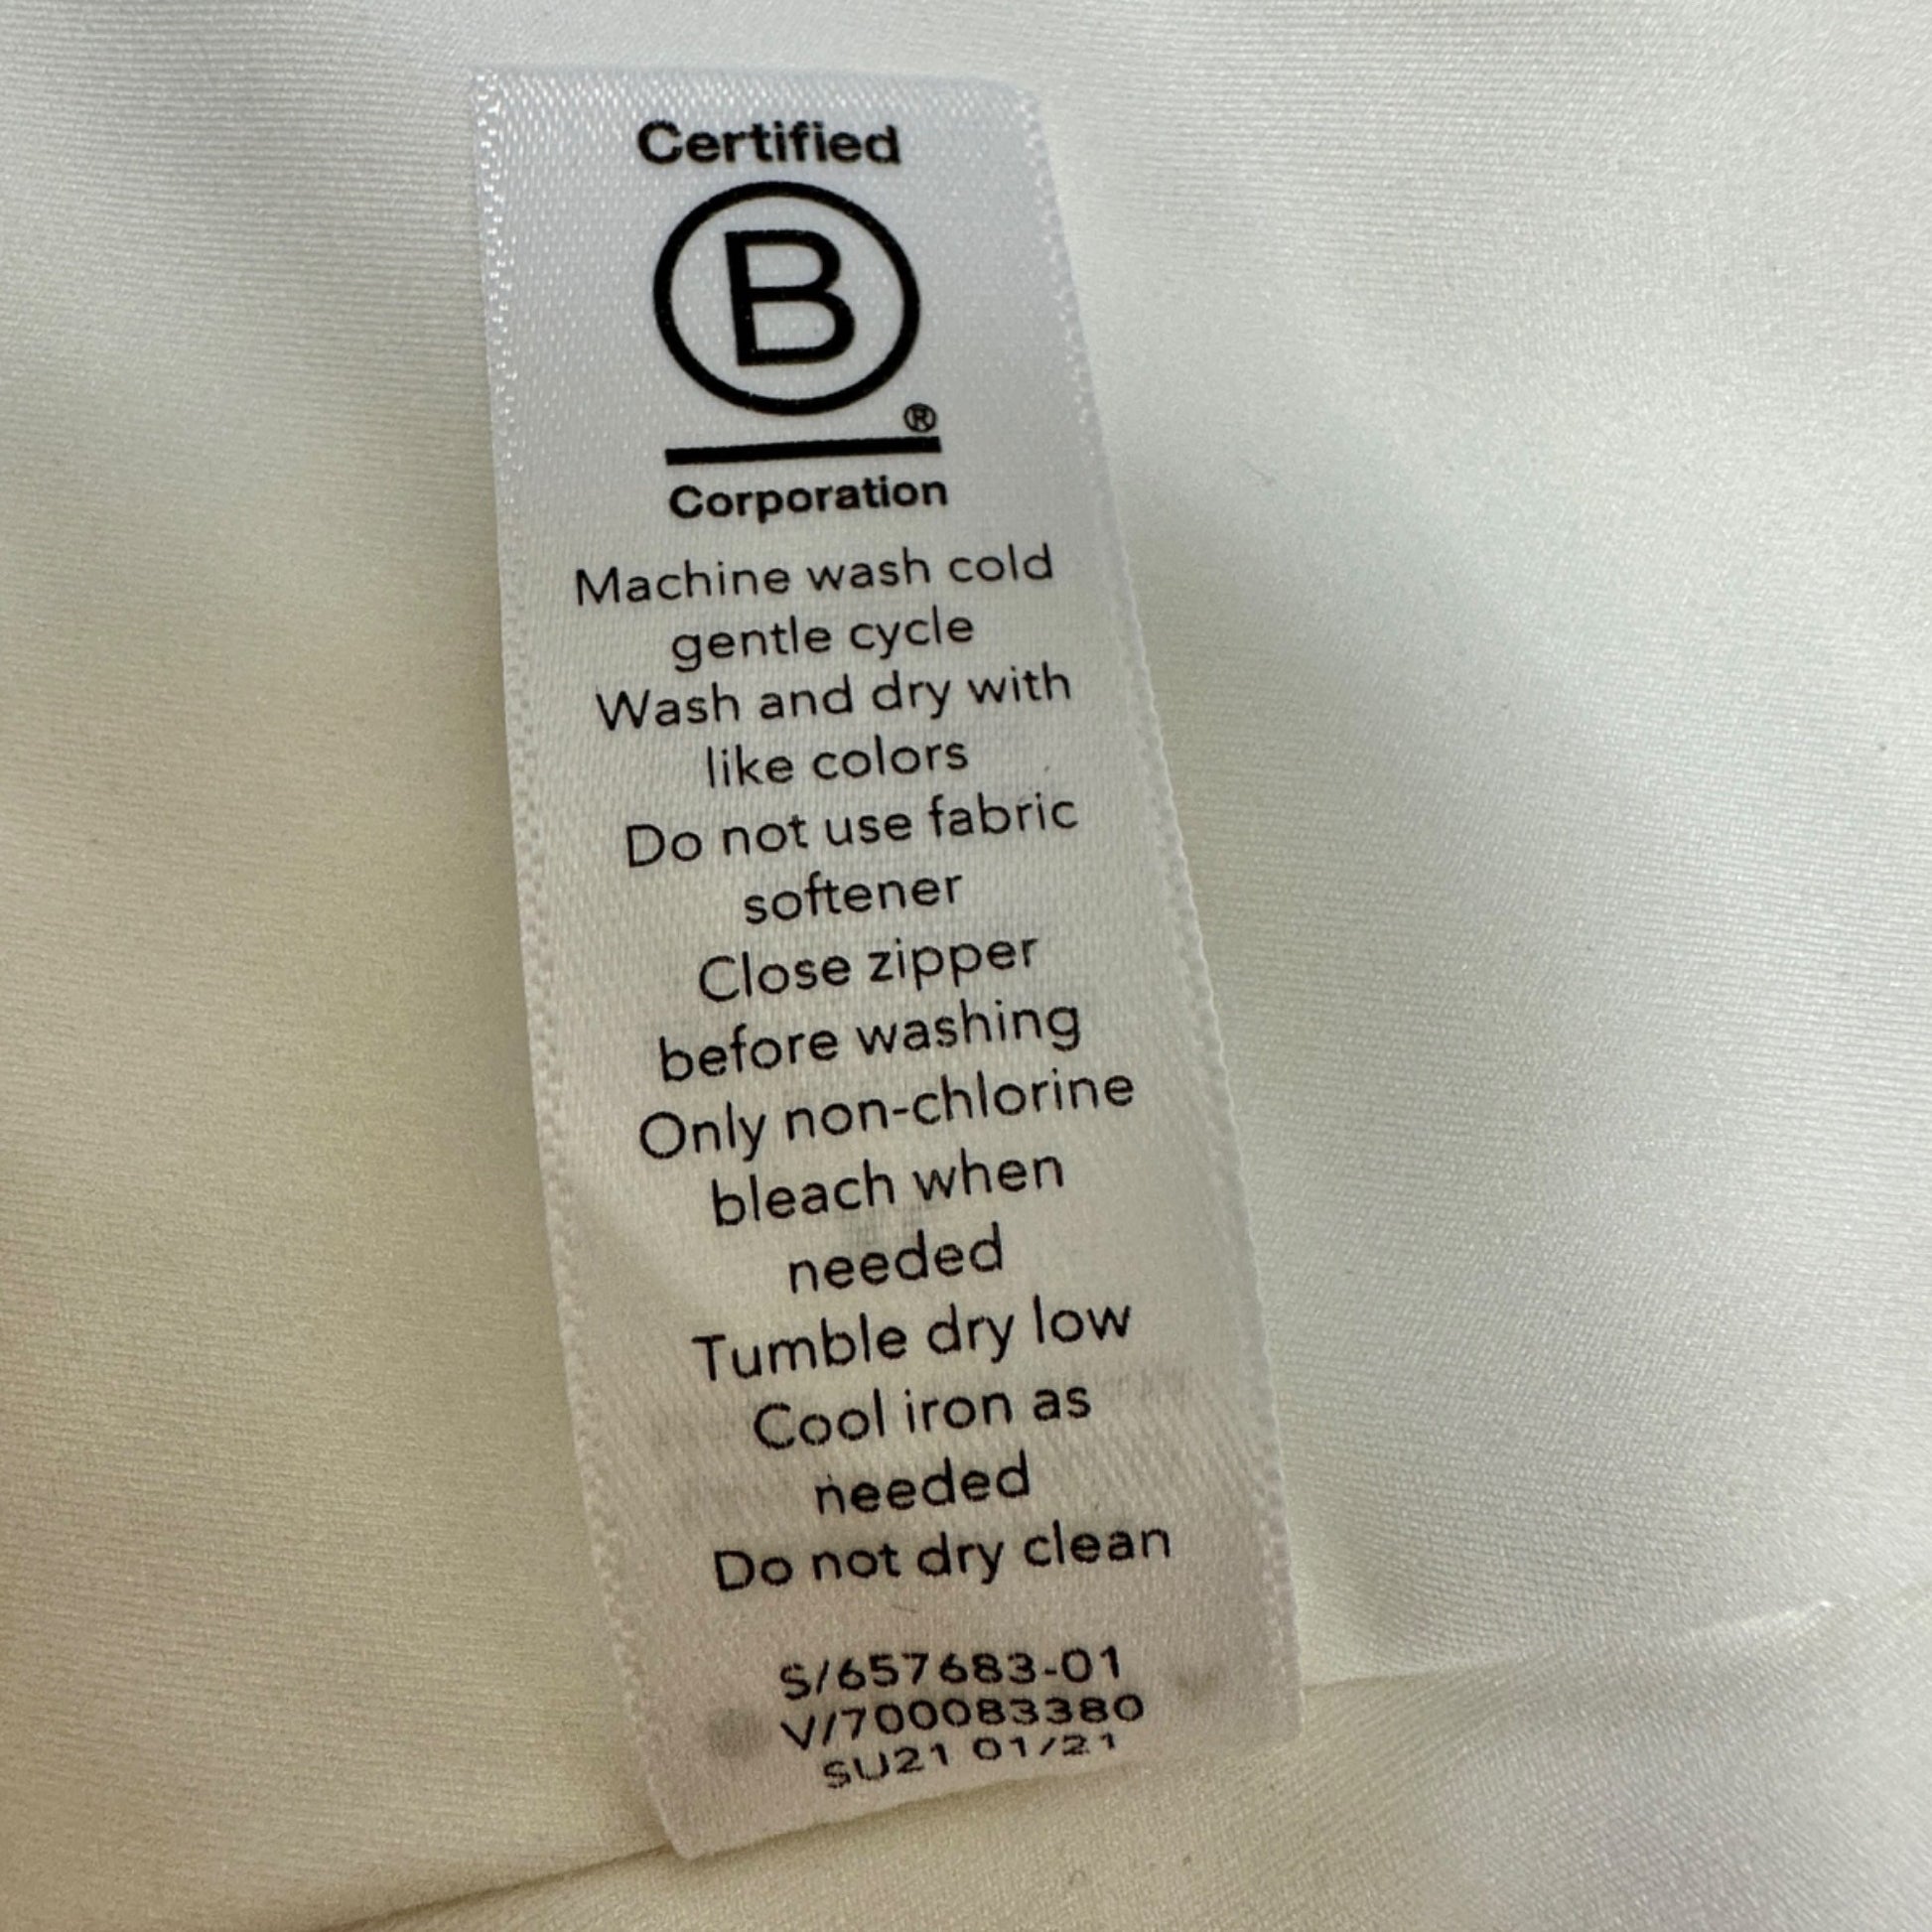 Certified
B
®
Corporation
Machine wash cold
gentle cycle
Wash and dry with
like colors
Do not use fabric
softener
Close zipper
before washing
Only non-chlorine
bleach when
needed
Tumble dry low
Cool iron as
needed
Do not dry clean
S/657683-01
V/700083380
SU21 01/21